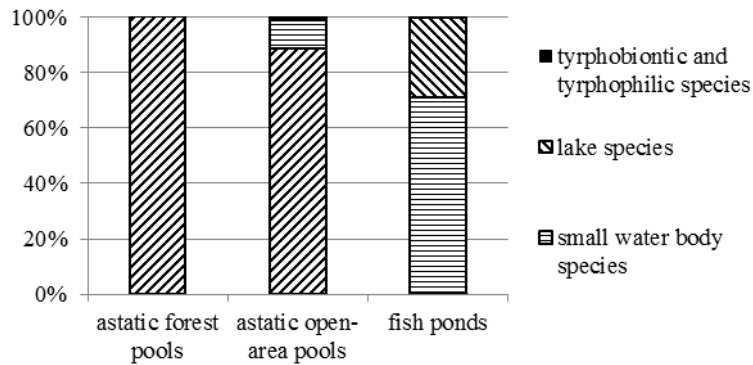 100%
80%
60%
40%
20%
0%
astatic forest
pools
astatic open-
area pools
fish ponds
tyrphobiontic and
tyrphophilic species
lake species
small water body
species